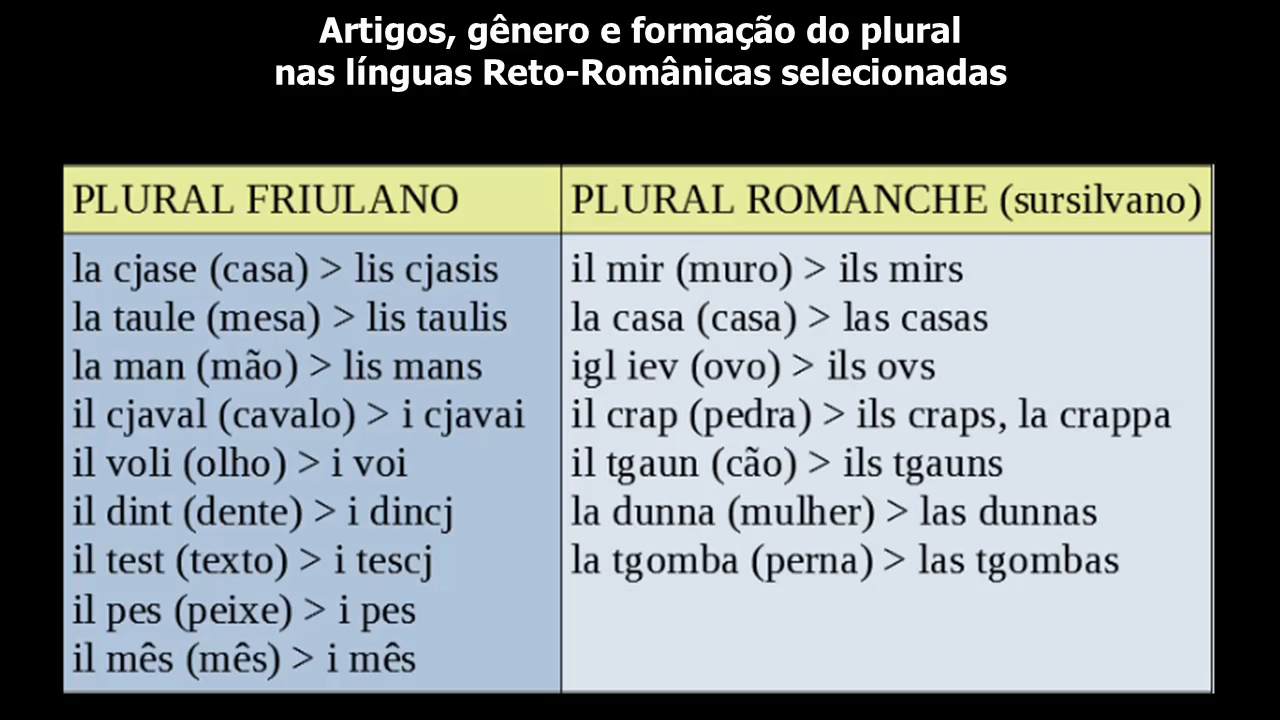 Artigos, gênero e formação do plural
nas línguas Reto-Românicas selecionadas
PLURAL FRIULANO
la cjase (casa) > lis cjasis
la taule (mesa) > lis taulis
la man (mão) > lis mans
il cjaval (cavalo) > i cjavai
il voli (olho) > i voi
il dint (dente) > i dincj
il test (texto) > i tescj
il pes (peixe) > i pes
il mês (mês) > i mês
PLURAL ROMANCHE (sursilvano)
il mir (muro) > ils mirs
la casa (casa) > las casas
igl iev (ovo) > ils ovs
il crap (pedra) > ils craps, la crappa
il tgaun (cão) > ils tgauns
la dunna (mulher) > las dunnas
la tgomba (perna) > las tgombas